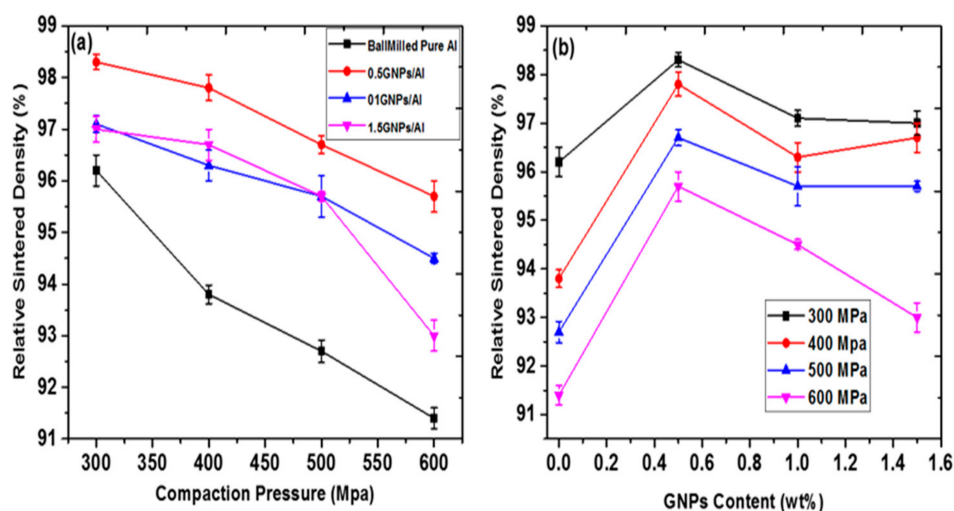 (a)
BallMilled Pure Al
0.5GNPs/Al
01GNPs/Al
1.5GNPs/Al
99
98
97
96
95
94
93
92
91
Relative Sintered Density (%)
300 350 400 450 500 550 600
Compaction Pressure (Mpa)
(b)
99
98
97
96
95
94
93
92
91
Relative Sintered Density (%)
300 MPa
400 Mpa
500 MPa
600 MPa
0.0 0.2 0.4 0.6 0.8 1.0 1.2 1.4 1.6
GNPs Content (wt%)